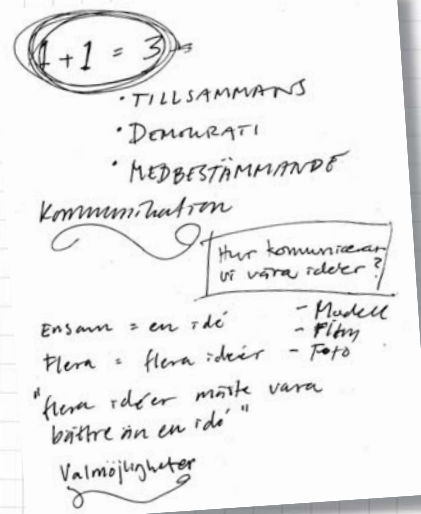 1 + 1 = 3
• TILLSAMMANS
• DEMOKRATI
• MEDBESTÄMMANDE
Kommunikation
Hur komunicerar
vi våra idéer?
Ensam = en idé
Flera = flera idéer
- Modell
- Film
- Foto
"flera idéer måste vara
bättre än en idé"
Valmöjligheter